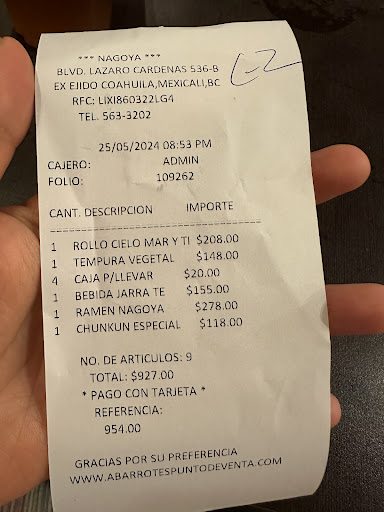 *** NAGOYA ***
BLVD. LAZARO CARDENAS 536-B
EX EJIDO COAHUILA,MEXICALI,BC
RFC: LIXI860322LG4
TEL. 563-3202
25/05/2024 08:53 PM
CAJERO: ADMIN
FOLIO: 109262
CANT. DESCRIPCION IMPORTE
1 ROLLO CIELO MAR Y TI $208.00
1 TEMPURA VEGETAL $148.00
4 CAJA P/LLEVAR $20.00
1 BEBIDA JARRA TE $155.00
1 RAMEN NAGOYA $278.00
1 CHUNKUN ESPECIAL $118.00
NO. DE ARTICULOS: 9
TOTAL: $927.00
* PAGO CON TARJETA *
REFERENCIA:
954.00
GRACIAS POR SU PREFERENCIA
WWW.ABARROTESPUNTODEVENTA.COM